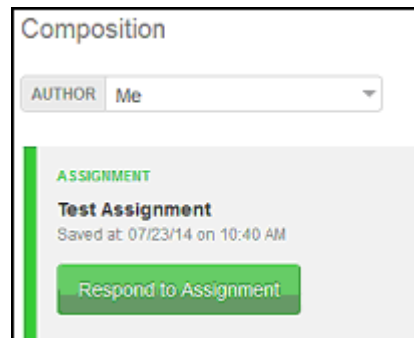 Composition
AUTHOR Me
ASSIGNMENT
Test Assignment
Saved at 07/23/14 on 10:40 AM
Respond to Assignment